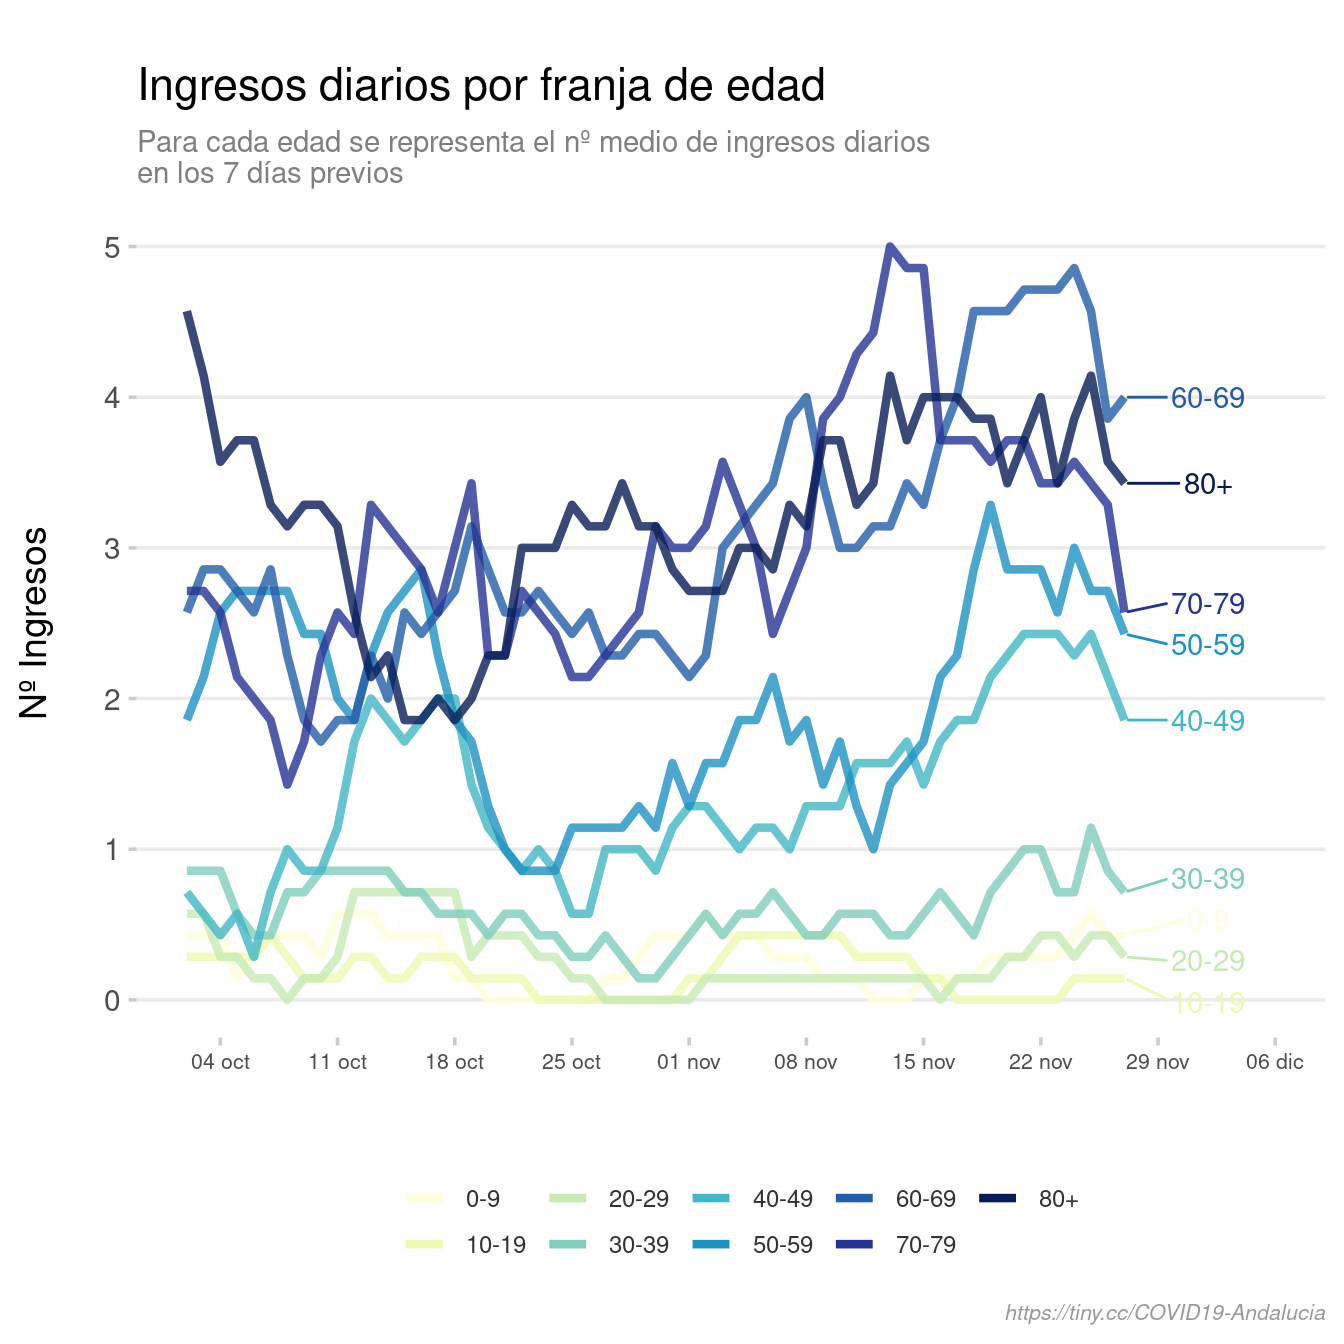 Ingresos diarios por franja de edad
Para cada edad se representa el nº medio de ingresos diarios
en los 7 días previos
Nº Ingresos
5
4
3
2
1
0
60-69
80+
70-79
50-59
40-49
30-39
0-9
20-29
10-19
04 oct 11 oct 18 oct 25 oct 01 nov 08 nov 15 nov 22 nov 29 nov 06 dic
0-9 20-29 40-49 60-69 80+
10-19 30-39 50-59 70-79
https://tiny.cc/COVID19-Andalucia